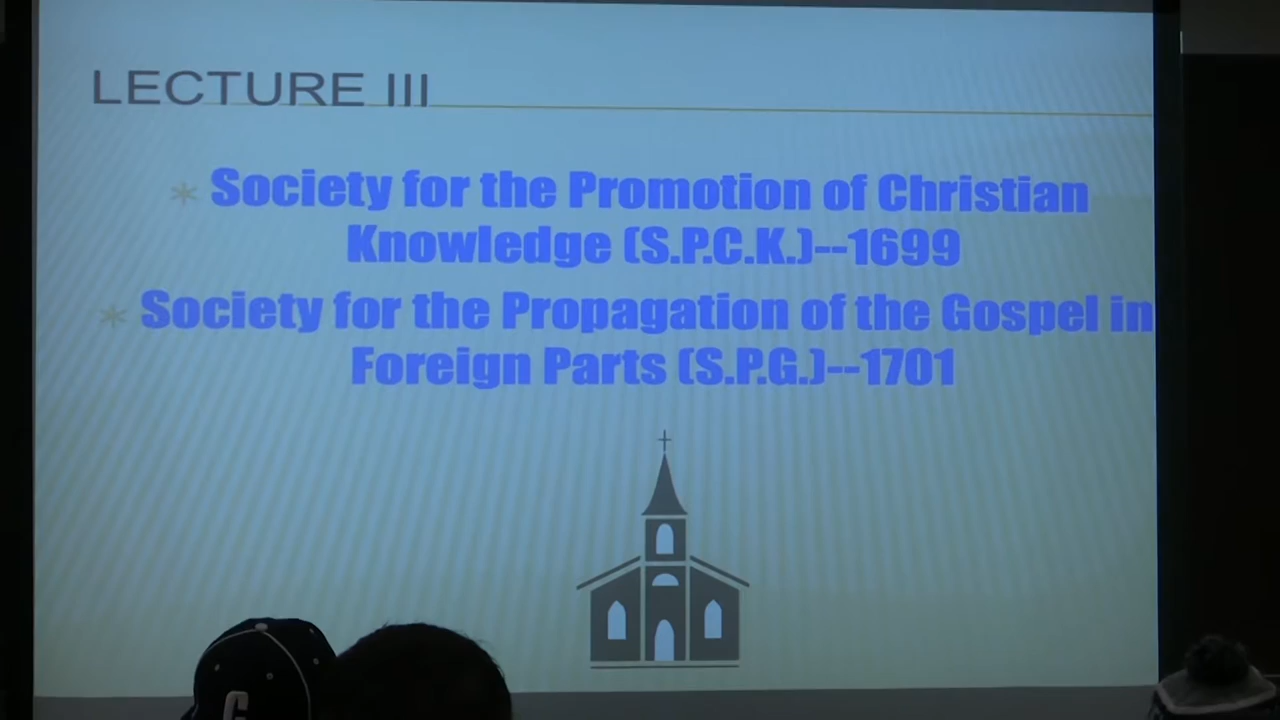 LECTURE III
* Society for the Promotion of Christian
Knowledge (S.P.C.K.)--1699
* Society for the Propagation of the Gospel in
Foreign Parts (S.P.G.)--1701
C